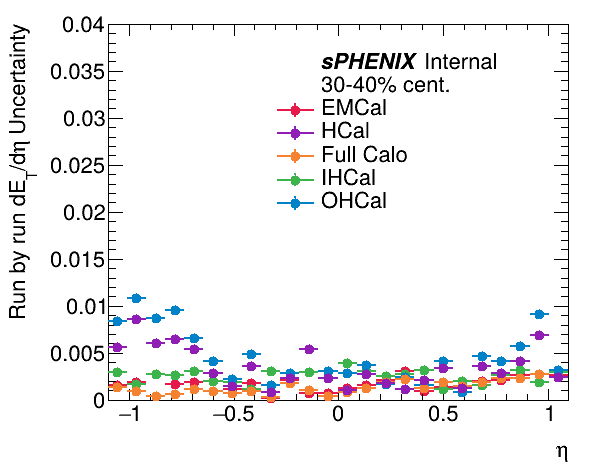 Run by run dE_T/dη Uncertainty
0.04
0.035
0.03
0.025
0.02
0.015
0.01
0.005
0
sPHENIX Internal
30-40% cent.
EMCal
HCal
Full Calo
IHCal
OHCal
−1 −0.5 0 0.5 1
η